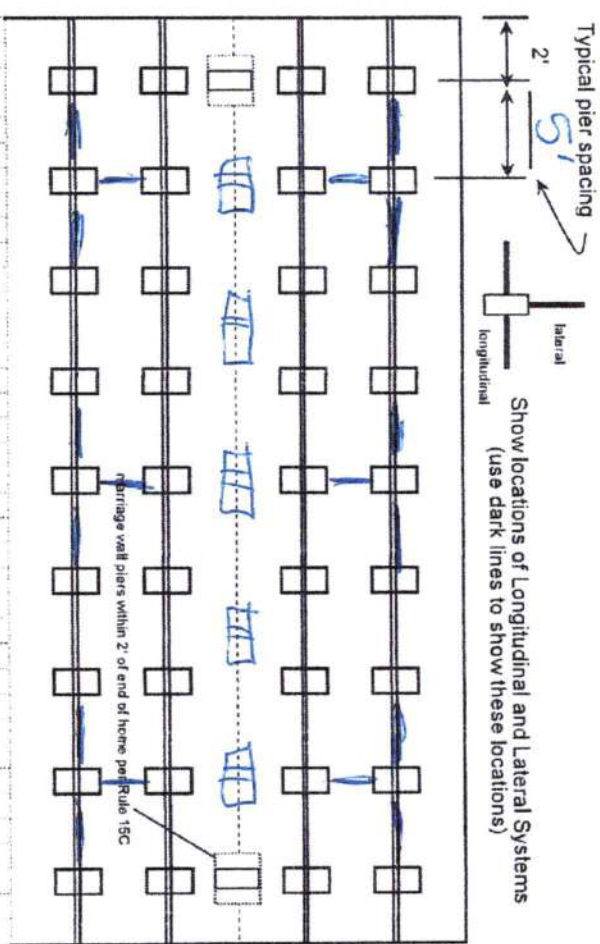 Typical pier spacing
2'
5'
lateral
longitudinal
Show locations of Longitudinal and Lateral Systems
(use dark lines to show these locations)
marriage wall piers within 2' of end of home per Rule 15C